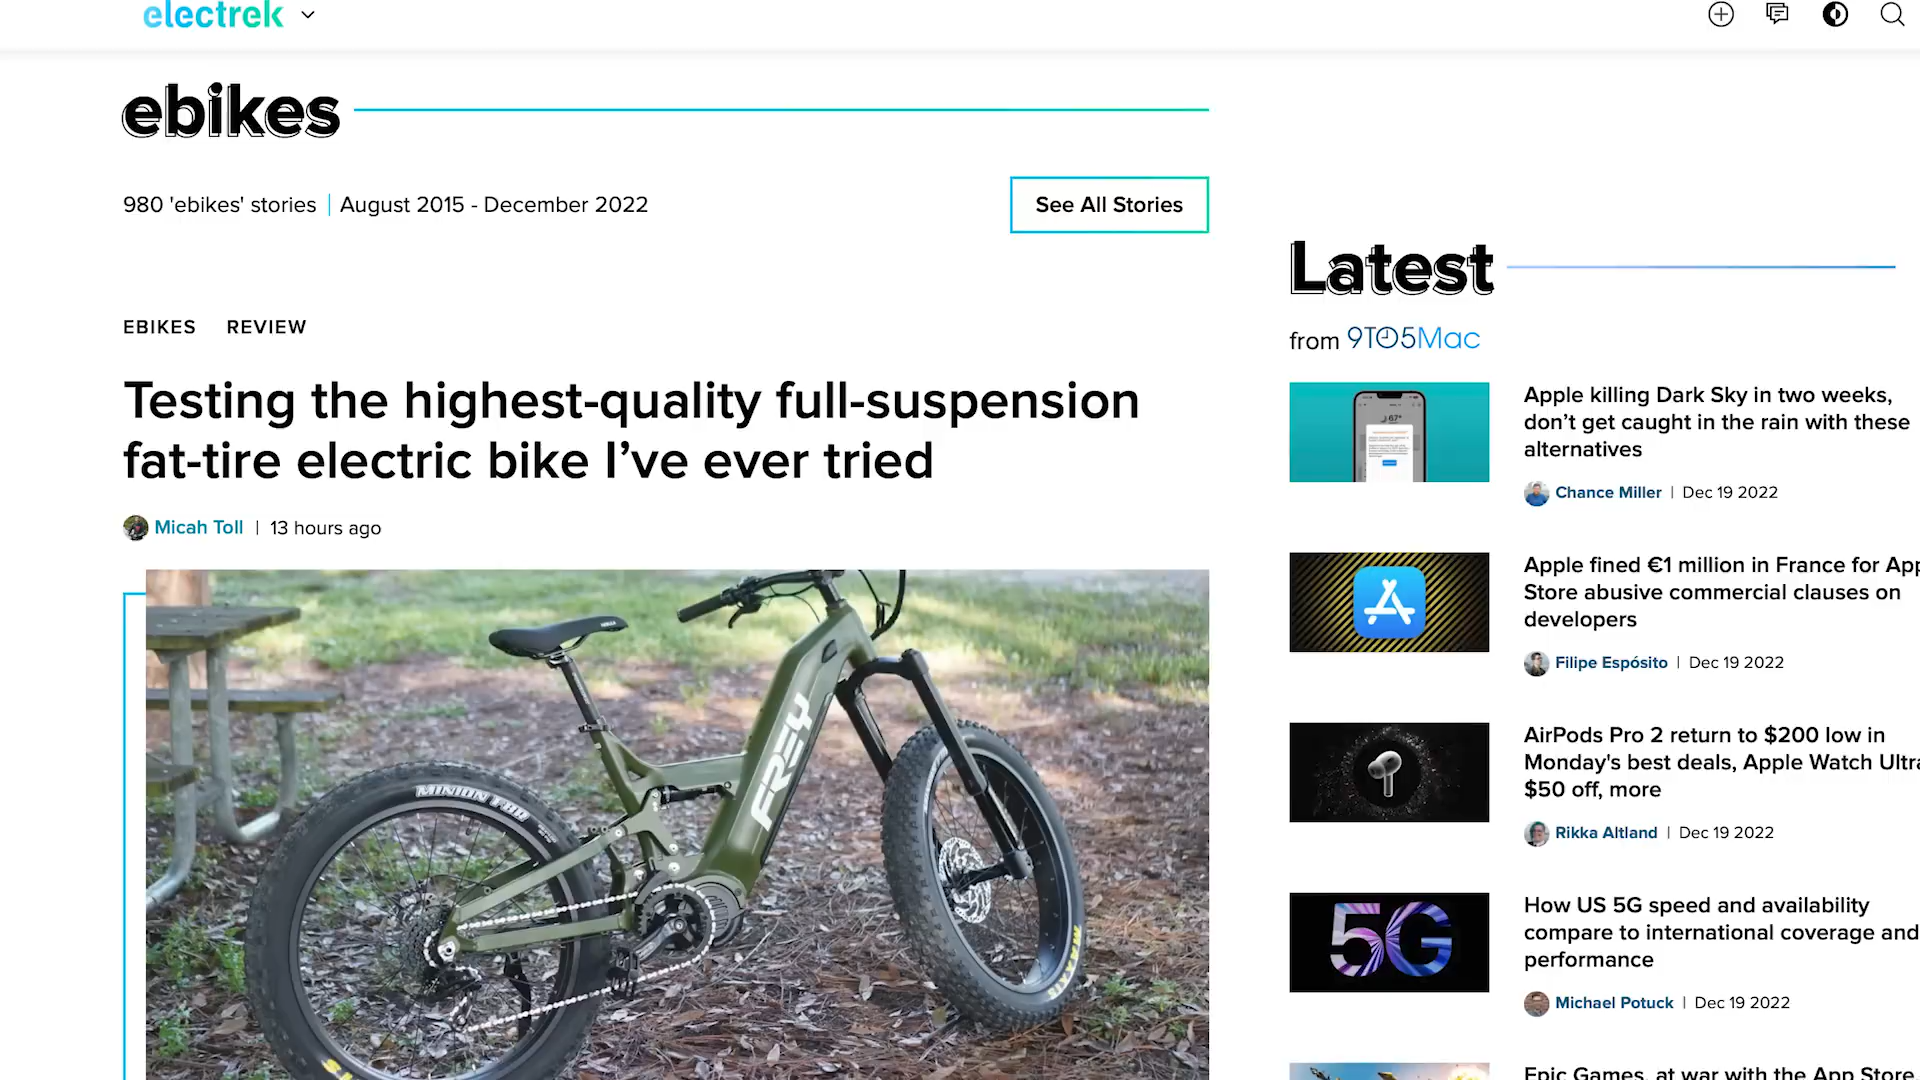 electrek
ebikes
980 'ebikes' stories
August 2015 - December 2022
See All Stories
EBIKES
REVIEW
Testing the highest-quality full-suspension
fat-tire electric bike I’ve ever tried
Micah Toll | 13 hours ago
FREY
MINION FBR
MAXXIS
Latest
from 9TO5Mac
67°
Apple killing Dark Sky in two weeks,
don’t get caught in the rain with these
alternatives
Chance Miller | Dec 19 2022
Apple fined €1 million in France for App
Store abusive commercial clauses on
developers
Filipe Espósito | Dec 19 2022
AirPods Pro 2 return to $200 low in
Monday's best deals, Apple Watch Ultra
$50 off, more
Rikka Altland | Dec 19 2022
5G
How US 5G speed and availability
compare to international coverage and
performance
Michael Potuck | Dec 19 2022
Epic Games, at war with the App Store